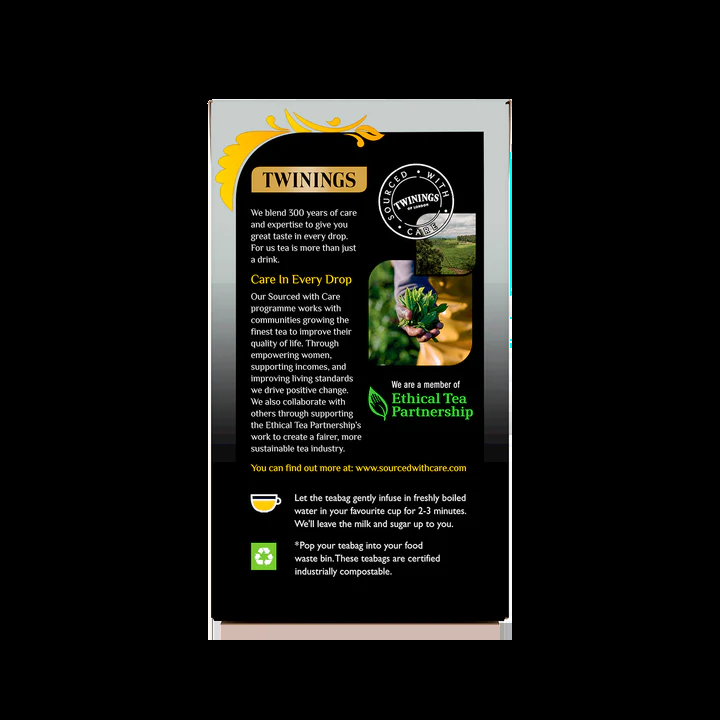 TWININGS
SOURCED • WITH • CARE •
TWININGS
OF LONDON
We blend 300 years of care
and expertise to give you
great taste in every drop.
For us tea is more than just
a drink.
Care In Every Drop
Our Sourced with Care
programme works with
communities growing the
finest tea to improve their
quality of life. Through
empowering women,
supporting incomes, and
improving living standards
we drive positive change.
We also collaborate with
others through supporting
the Ethical Tea Partnership's
work to create a fairer, more
sustainable tea industry.
We are a member of
Ethical Tea
Partnership
You can find out more at: www.sourcedwithcare.com
Let the teabag gently infuse in freshly boiled
water in your favourite cup for 2-3 minutes.
We'll leave the milk and sugar up to you.
*Pop your teabag into your food
waste bin. These teabags are certified
industrially compostable.